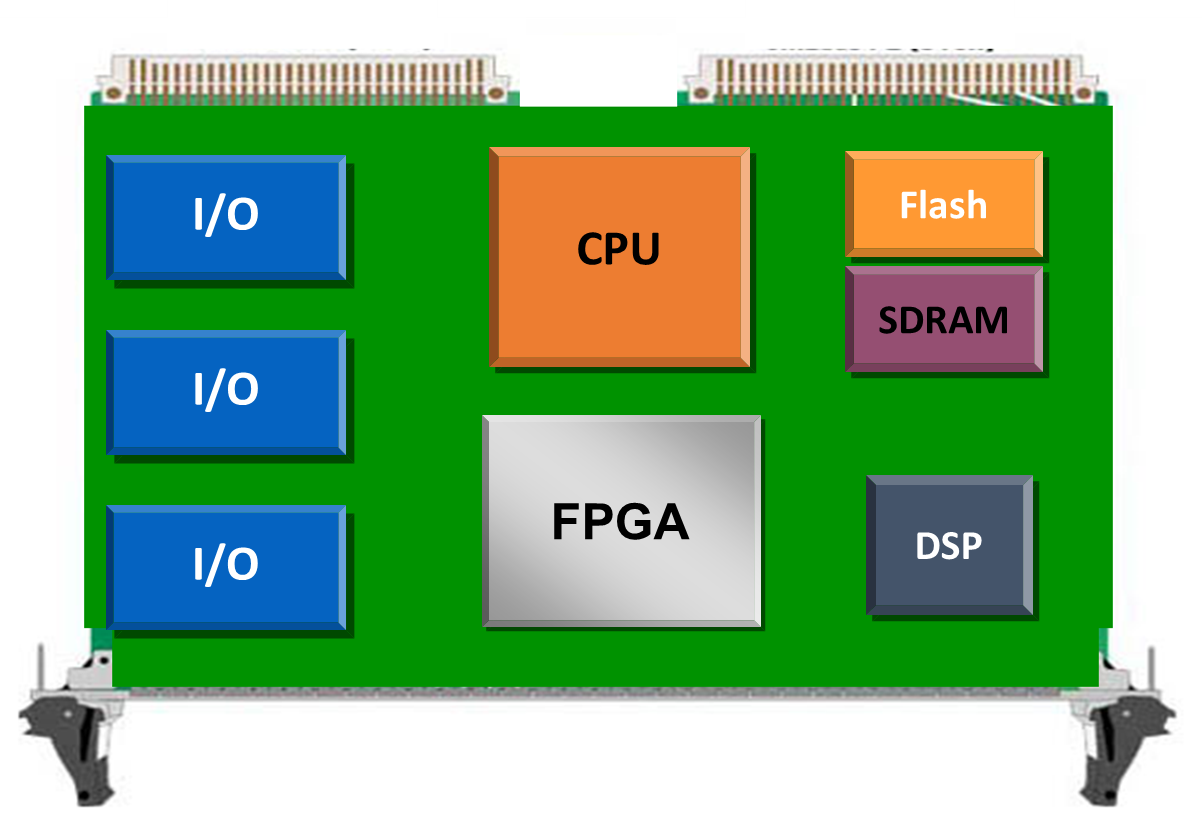 I/O
CPU
Flash
SDRAM
I/O
FPGA
DSP
I/O